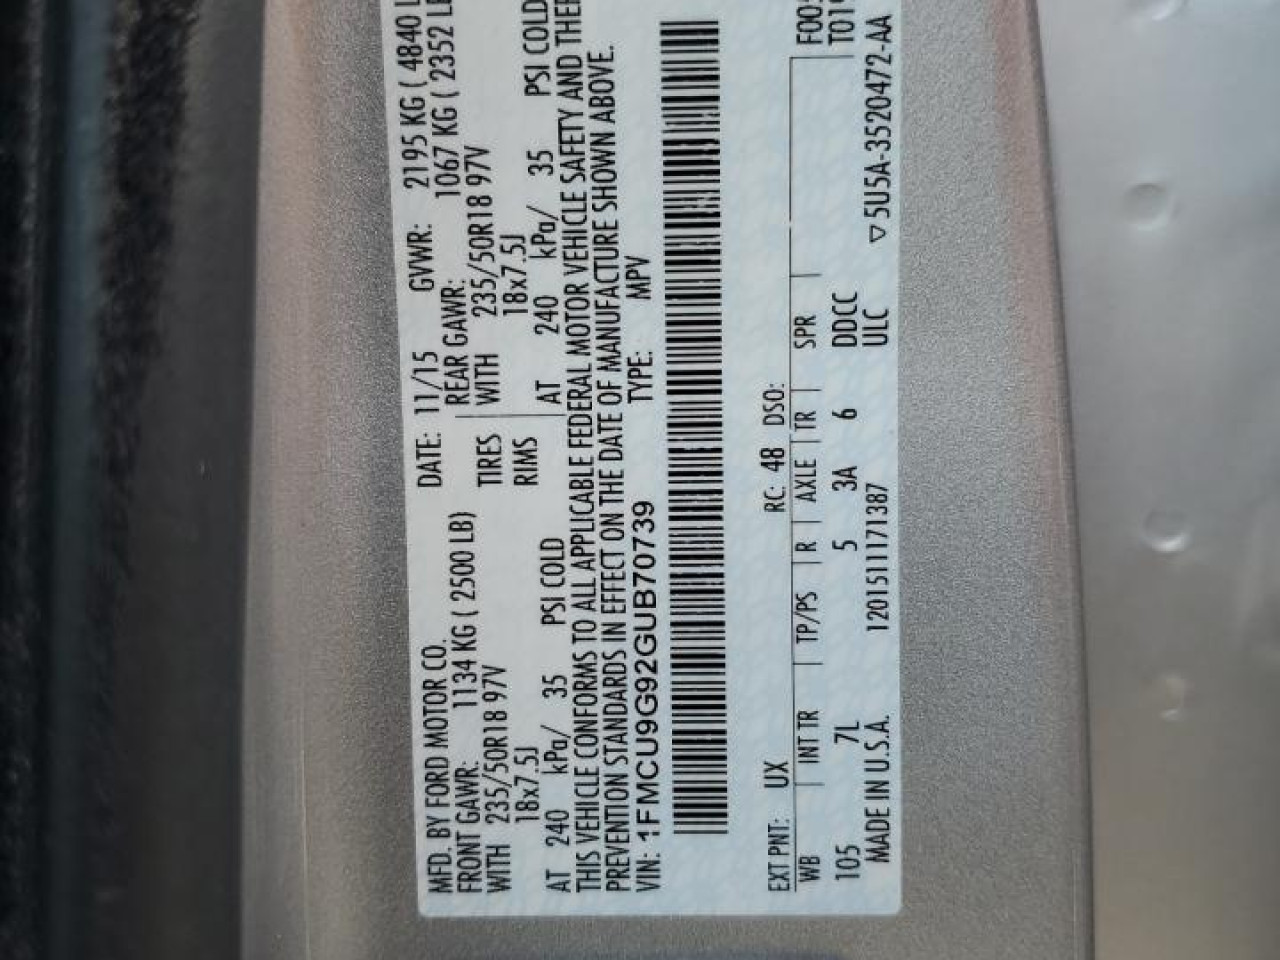 MFD. BY FORD MOTOR CO. DATE: 11/15 GVWR: 2195 KG ( 4840 L
FRONT GAWR: 1134 KG ( 2500 LB) REAR GAWR: 1067 KG ( 2352 L
WITH 235/50R18 97V TIRES WITH 235/50R18 97V
18x7.5J RIMS 18x7.5J
AT 240 kPa/ 35 PSI COLD AT 240 kPa/ 35 PSI COLD
THIS VEHICLE CONFORMS TO ALL APPLICABLE FEDERAL MOTOR VEHICLE SAFETY AND THEF
PREVENTION STANDARDS IN EFFECT ON THE DATE OF MANUFACTURE SHOWN ABOVE.
VIN: 1FMCU9G92GUB70739 TYPE: MPV
EXT PNT: UX RC: 48 DSO:
WB INT TR TP/PS R AXLE TR SPR F005
105 7L 5 3A 6 DDCC T019
MADE IN U.S.A. 1201511171387 ULC
▽ 5U5A-3520472-AA